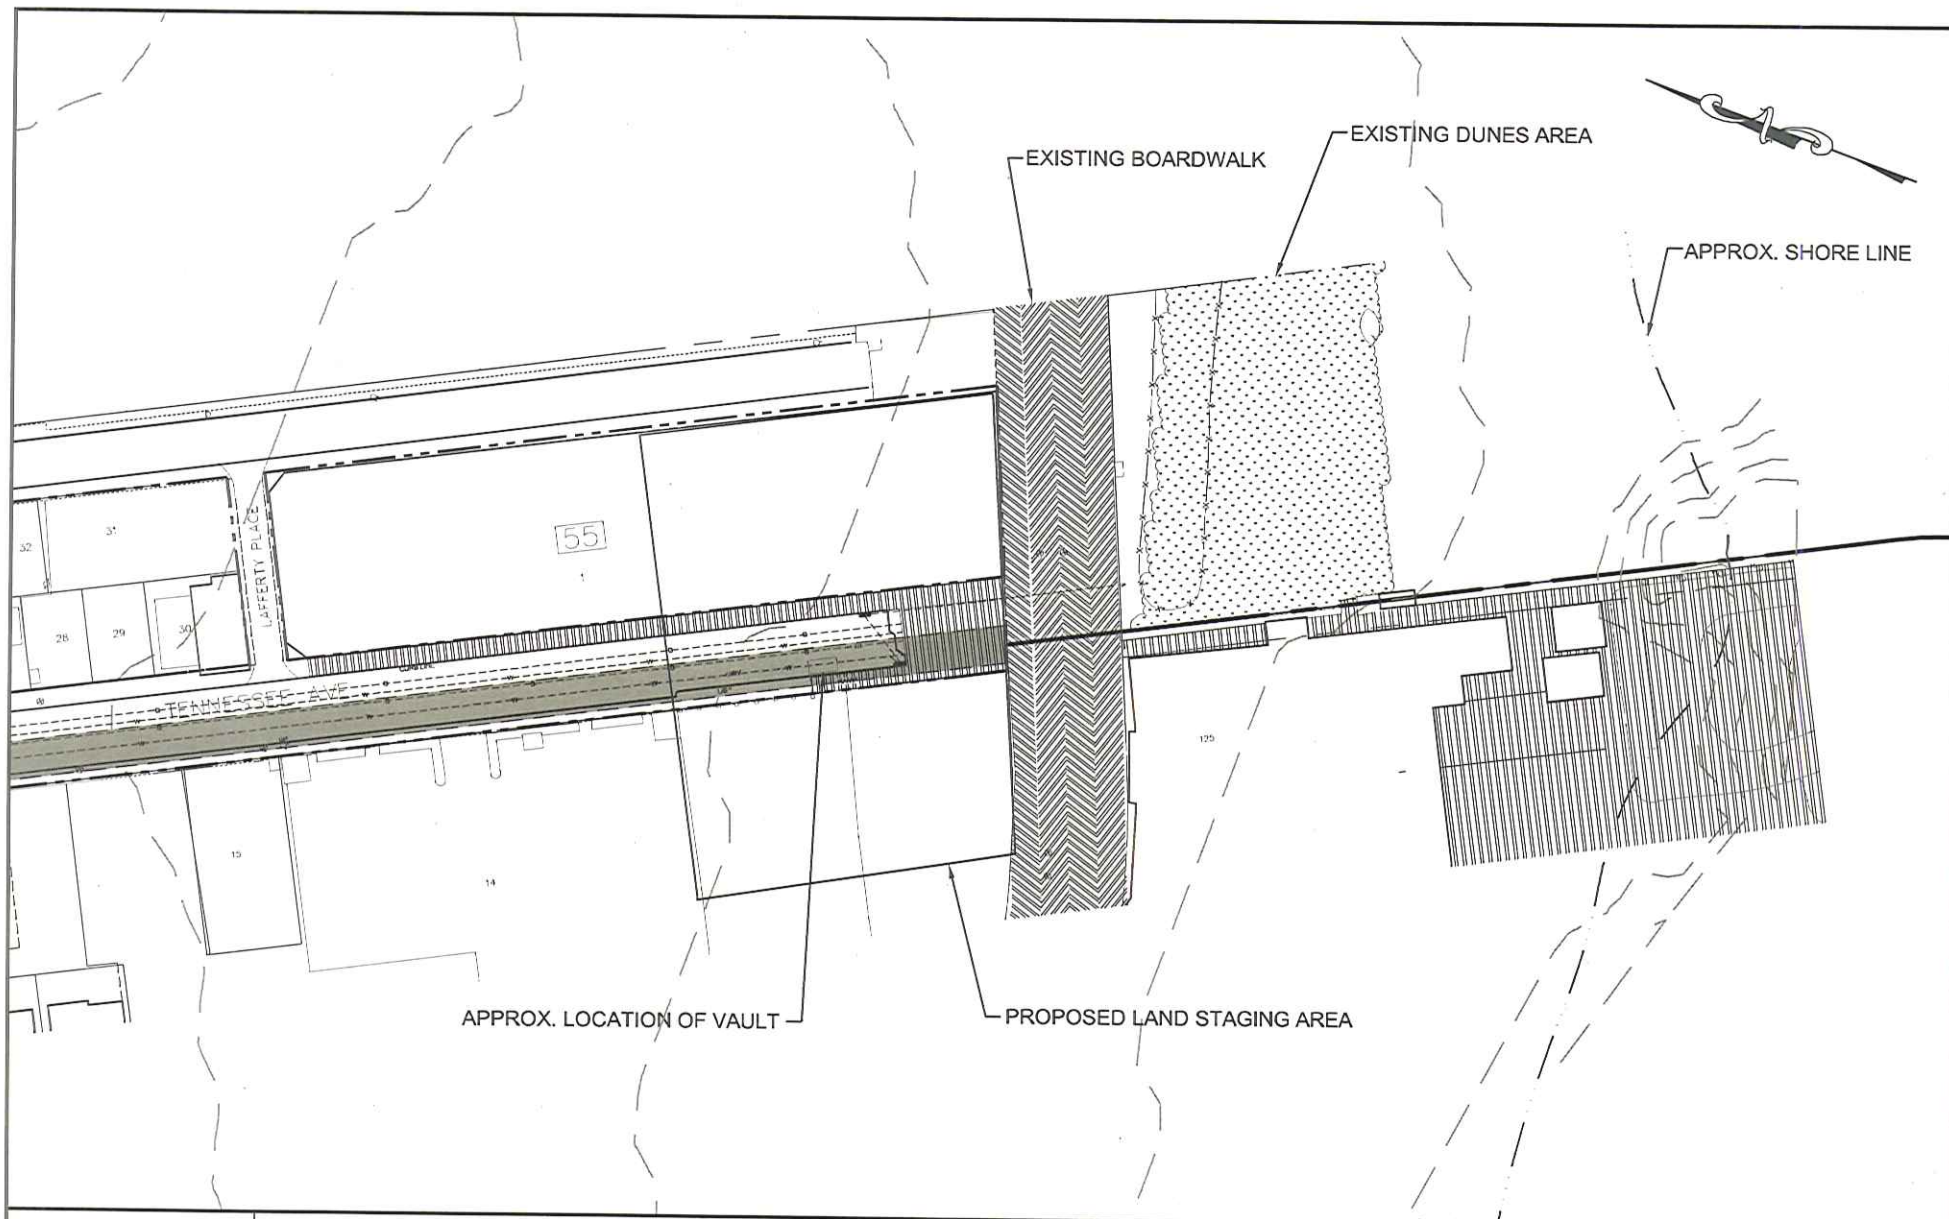 EXISTING DUNES AREA
EXISTING BOARDWALK
APPROX. SHORE LINE
31
32
55
1
LAFFERTY PLACE
28
29
30
TENNESSEE AVE
125
15
14
APPROX. LOCATION OF VAULT
PROPOSED LAND STAGING AREA